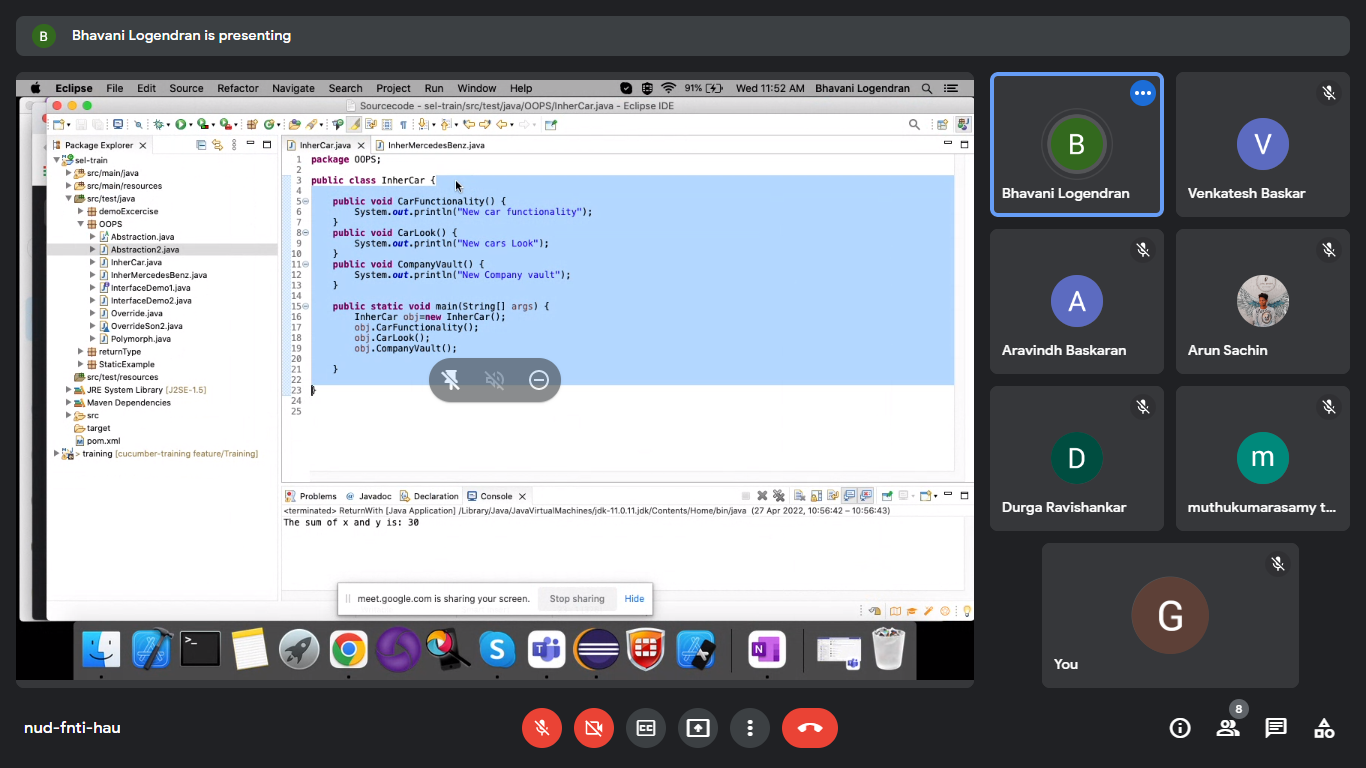 B Bhavani Logendran is presenting
Eclipse File Edit Source Refactor Navigate Search Project Run Window Help 91% Wed 11:52 AM Bhavani Logendran
Sourcecode - sel-train/src/test/java/OOPS/InherCar.java - Eclipse IDE
Package Explorer
sel-train
src/main/java
src/main/resources
src/test/java
demoExcercise
OOPS
Abstraction.java
Abstraction2.java
InherCar.java
InherMercedesBenz.java
InterfaceDemo1.java
InterfaceDemo2.java
Override.java
OverrideSon2.java
Polymorph.java
returnType
StaticExample
src/test/resources
JRE System Library [J2SE-1.5]
Maven Dependencies
src
target
pom.xml
> training [cucumber-training feature/Training]
InherCar.java InherMercedesBenz.java
1 package OOPS;
2
3 public class InherCar {
4
5 public void CarFunctionality() {
6 System.out.println("New car functionality");
7 }
8 public void CarLook() {
9 System.out.println("New cars Look");
10 }
11 public void CompanyVault() {
12 System.out.println("New Company vault");
13 }
14
15 public static void main(String[] args) {
16 InherCar obj=new InherCar();
17 obj.CarFunctionality();
18 obj.CarLook();
19 obj.CompanyVault();
20
21 }
22
23 }
24
25
Problems Javadoc Declaration Console
<terminated> ReturnWith [Java Application] /Library/Java/JavaVirtualMachines/jdk-11.0.11.jdk/Contents/Home/bin/java (27 Apr 2022, 10:56:42 – 10:56:43)
The sum of x and y is: 30
meet.google.com is sharing your screen. Stop sharing Hide
B
Bhavani Logendran
V
Venkatesh Baskar
A
Aravindh Baskaran
Arun Sachin
D
Durga Ravishankar
m
muthukumarasamy t...
G
You
nud-fnti-hau
8